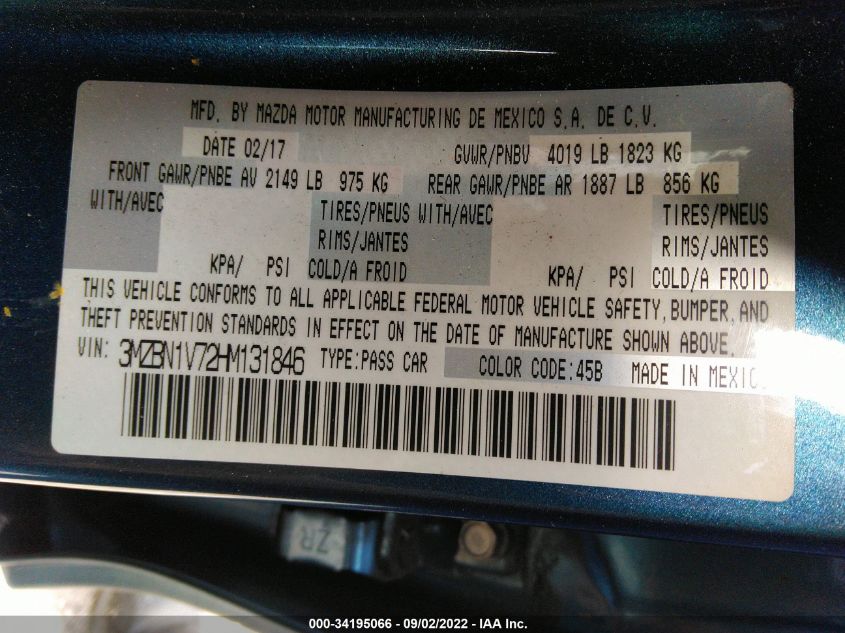 MFD. BY MAZDA MOTOR MANUFACTURING DE MEXICO S.A. DE C.V.
DATE 02/17 GVWR/PNBV 4019 LB 1823 KG
FRONT GAWR/PNBE AV 2149 LB 975 KG REAR GAWR/PNBE AR 1887 LB 856 KG
WITH/AVEC TIRES/PNEUS WITH/AVEC TIRES/PNEUS
RIMS/JANTES RIMS/JANTES
KPA/ PSI COLD/A FROID KPA/ PSI COLD/A FROID
THIS VEHICLE CONFORMS TO ALL APPLICABLE FEDERAL MOTOR VEHICLE SAFETY, BUMPER, AND
THEFT PREVENTION STANDARDS IN EFFECT ON THE DATE OF MANUFACTURE SHOWN ABOVE.
VIN: 3MZBN1V72HM131846 TYPE:PASS CAR COLOR CODE:45B MADE IN MEXICO
ZR
000-34195066 - 09/02/2022 - IAA Inc.